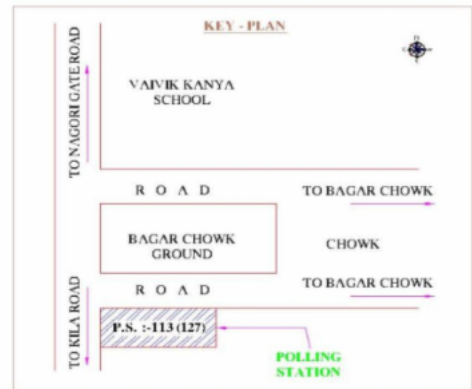 KEY - PLAN
TO NAGORI GATE ROAD
VAIVIK KANYA
SCHOOL
ROAD
TO BAGAR CHOWK
BAGAR CHOWK
GROUND
CHOWK
ROAD
TO BAGAR CHOWK
TO KILA ROAD
P.S. :-113 (127)
POLLING
STATION